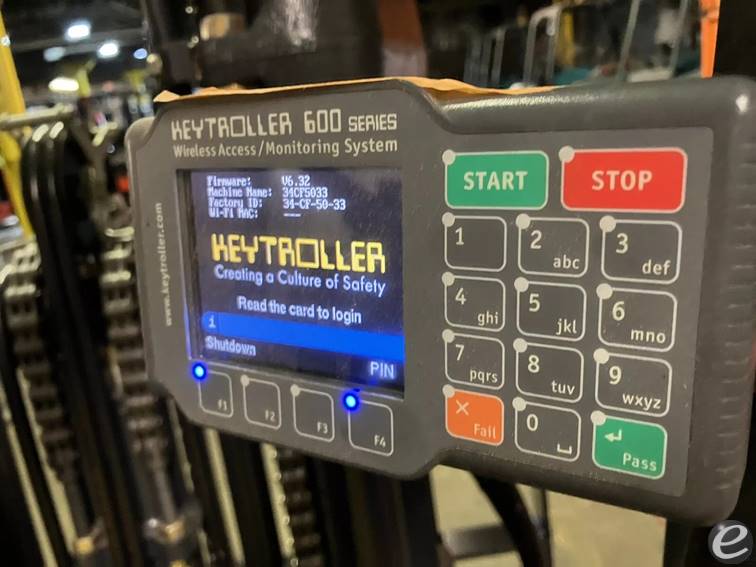 KEYTROLLER 600 SERIES
Wireless Access/Monitoring System
www.keytroller.com
Firmware: V6.32
Machine Name: 34CF5033
Factory ID: 34-CF-50-33
Wi-Fi MAC: ---
KEYTROLLER
Creating a Culture of Safety
Read the card to login
i
Shutdown
PIN
F1 F2 F3 F4
START STOP
1 2 abc 3 def
4 ghi 5 jkl 6 mno
7 pqrs 8 tuv 9 wxyz
Fail 0 Pass
e